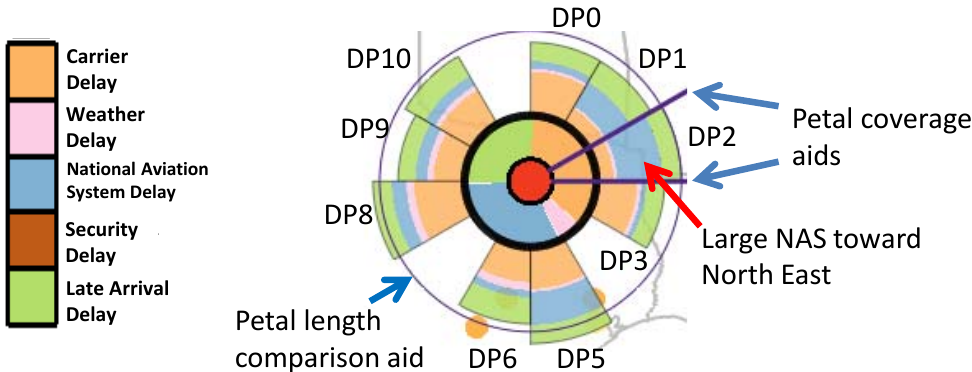 Carrier
Delay
Weather
Delay
National Aviation
System Delay
Security
Delay
Late Arrival
Delay
DP0
DP10
DP1
DP9
DP2
DP8
DP3
DP6
DP5
Petal coverage
aids
Large NAS toward
North East
Petal length
comparison aid